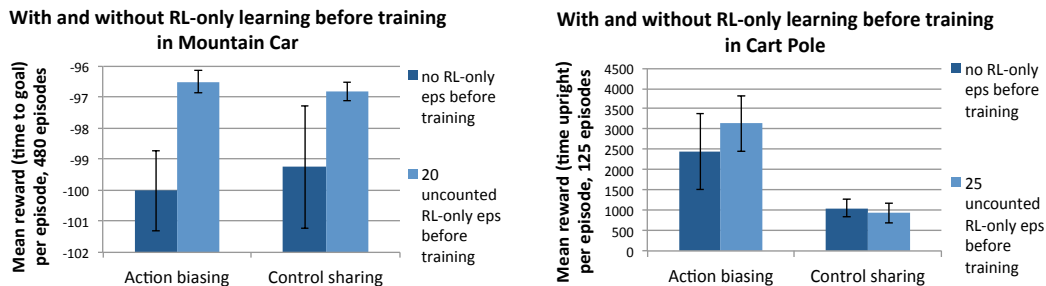 With and without RL-only learning before training
in Mountain Car
Mean reward (time to goal)
per episode, 480 episodes
-96
-97
-98
-99
-100
-101
-102
Action biasing
Control sharing
no RL-only
eps before
training
20
uncounted
RL-only eps
before
training
With and without RL-only learning before training
in Cart Pole
Mean reward (time upright)
per episode, 125 episodes
4500
4000
3500
3000
2500
2000
1500
1000
500
0
Action biasing
Control sharing
no RL-only
eps before
training
25
uncounted
RL-only eps
before
training